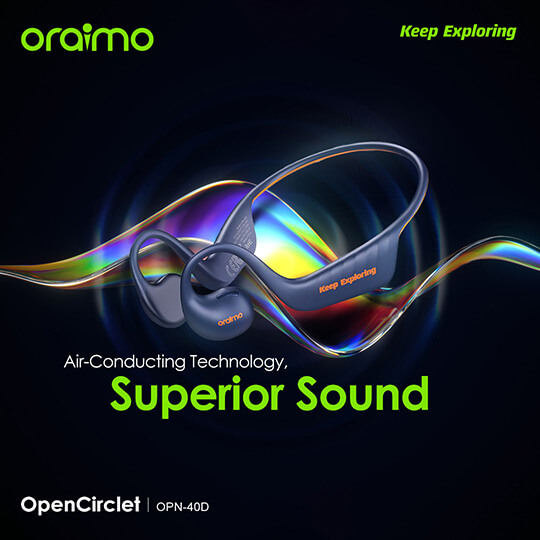 oraimo
Keep Exploring
Keep Exploring
oraimo
Air-Conducting Technology,
Superior Sound
OpenCirclet | OPN-40D